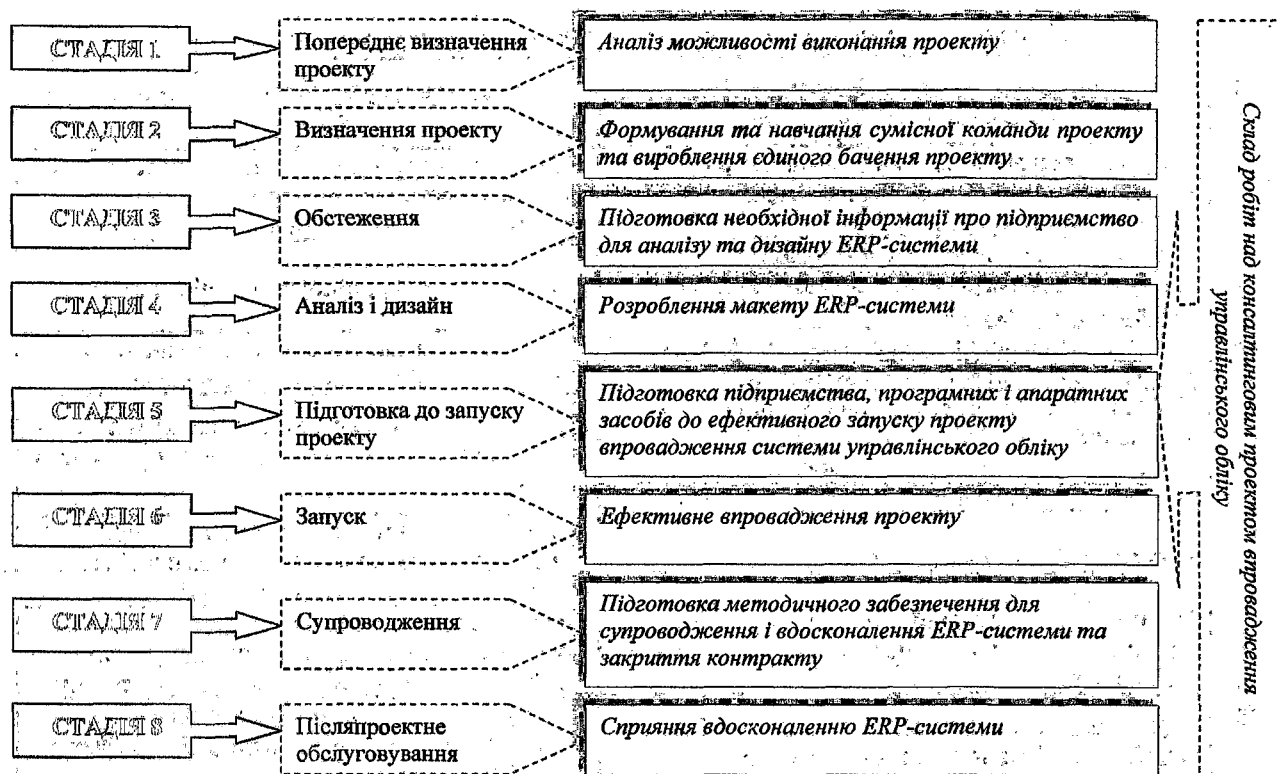 СТАДІЯ 1
Попереднє визначення
проекту
Аналіз можливості виконання проекту
СТАДІЯ 2
Визначення проекту
Формування та навчання сумісної команди проекту
та вироблення єдиного бачення проекту
СТАДІЯ 3
Обстеження
Підготовка необхідної інформації про підприємство
для аналізу та дизайну ERP-системи
СТАДІЯ 4
Аналіз і дизайн
Розроблення макету ERP-системи
СТАДІЯ 5
Підготовка до запуску
проекту
Підготовка підприємства, програмних і апаратних
засобів до ефективного запуску проекту
впровадження системи управлінського обліку
СТАДІЯ 6
Запуск
Ефективне впровадження проекту
СТАДІЯ 7
Супроводження
Підготовка методичного забезпечення для
супроводження і вдосконалення ERP-системи та
закриття контракту
СТАДІЯ 8
Післяпроектне
обслуговування
Сприяння вдосконаленню ERP-системи
Склад робіт над консалтинговим проектом впровадження
управлінського обліку